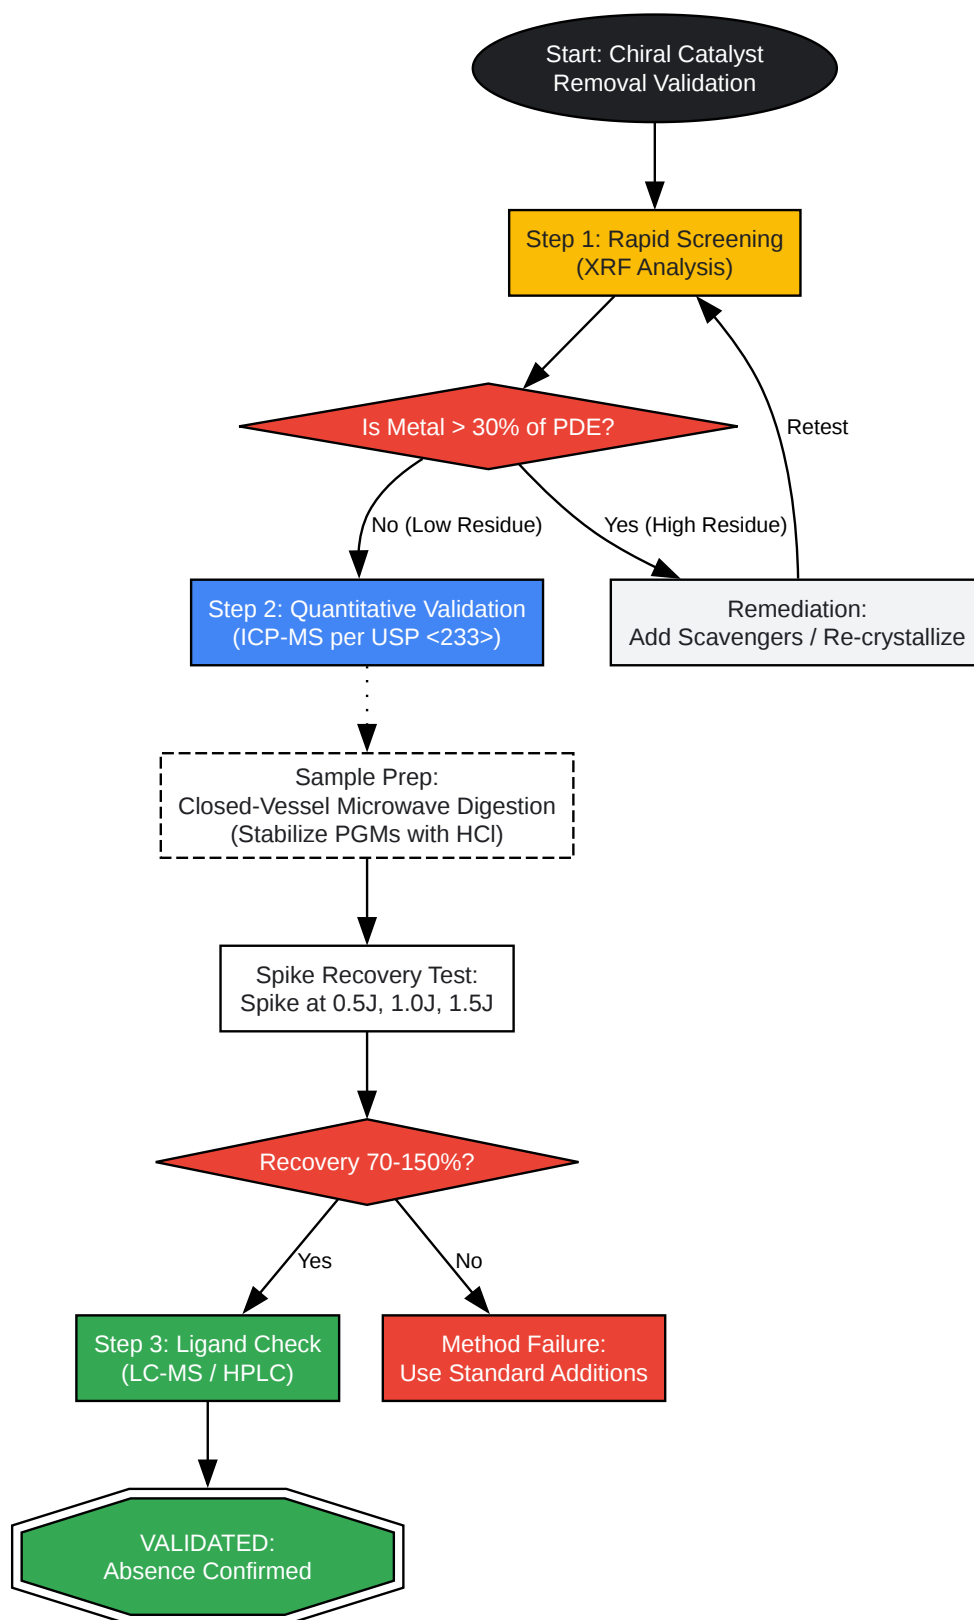 Start: Chiral Catalyst
Removal Validation
Step 1: Rapid Screening
(XRF Analysis)
Is Metal > 30% of PDE?
Retest
No (Low Residue)
Yes (High Residue)
Step 2: Quantitative Validation
(ICP-MS per USP <233>)
Remediation:
Add Scavengers / Re-crystallize
Sample Prep:
Closed-Vessel Microwave Digestion
(Stabilize PGMs with HCl)
Spike Recovery Test:
Spike at 0.5J, 1.0J, 1.5J
Recovery 70-150%?
Yes
No
Step 3: Ligand Check
(LC-MS / HPLC)
Method Failure:
Use Standard Additions
VALIDATED:
Absence Confirmed